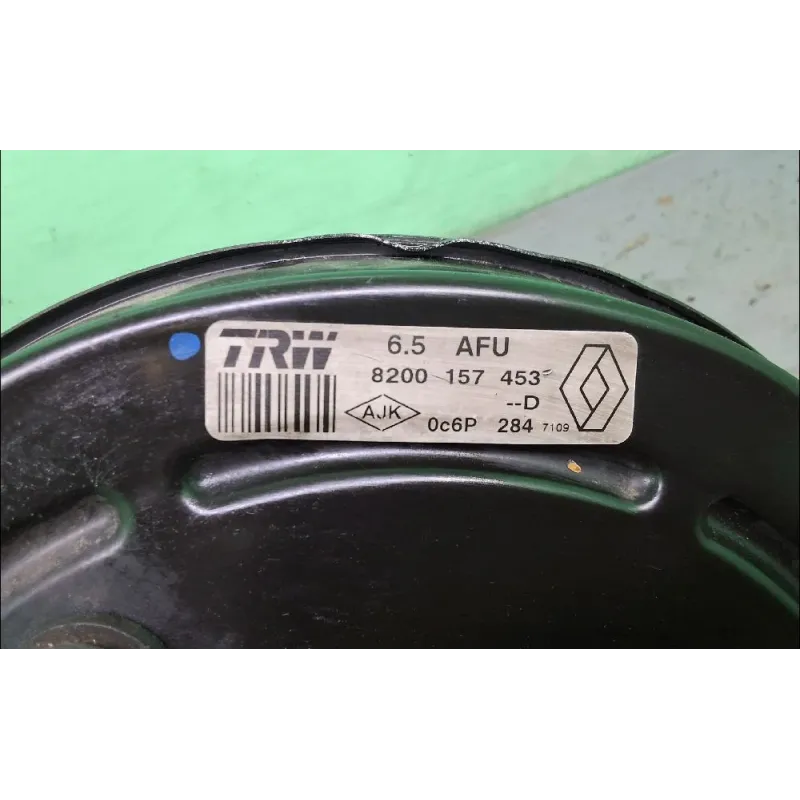 TRW 6.5 AFU
8200 157 453
--D
AJK 0c6P 284 7109